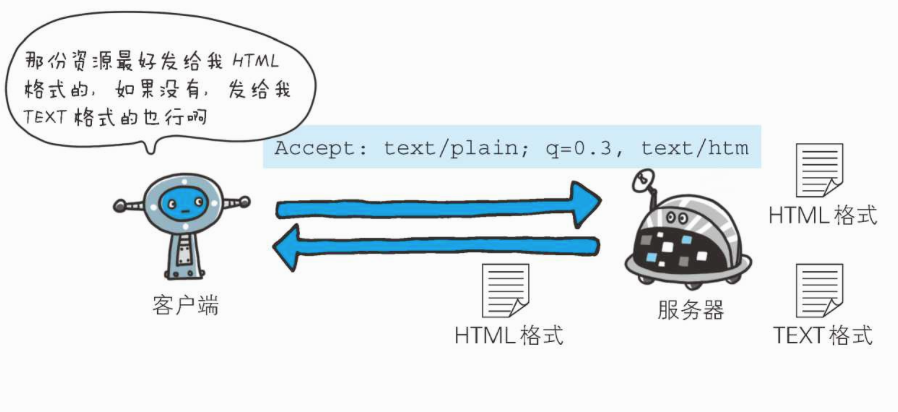 那份资源最好发给我 HTML
格式的，如果没有，发给我
TEXT 格式的也行啊
Accept: text/plain; q=0.3, text/htm
HTML 格式
客户端
服务器
HTML 格式
TEXT 格式